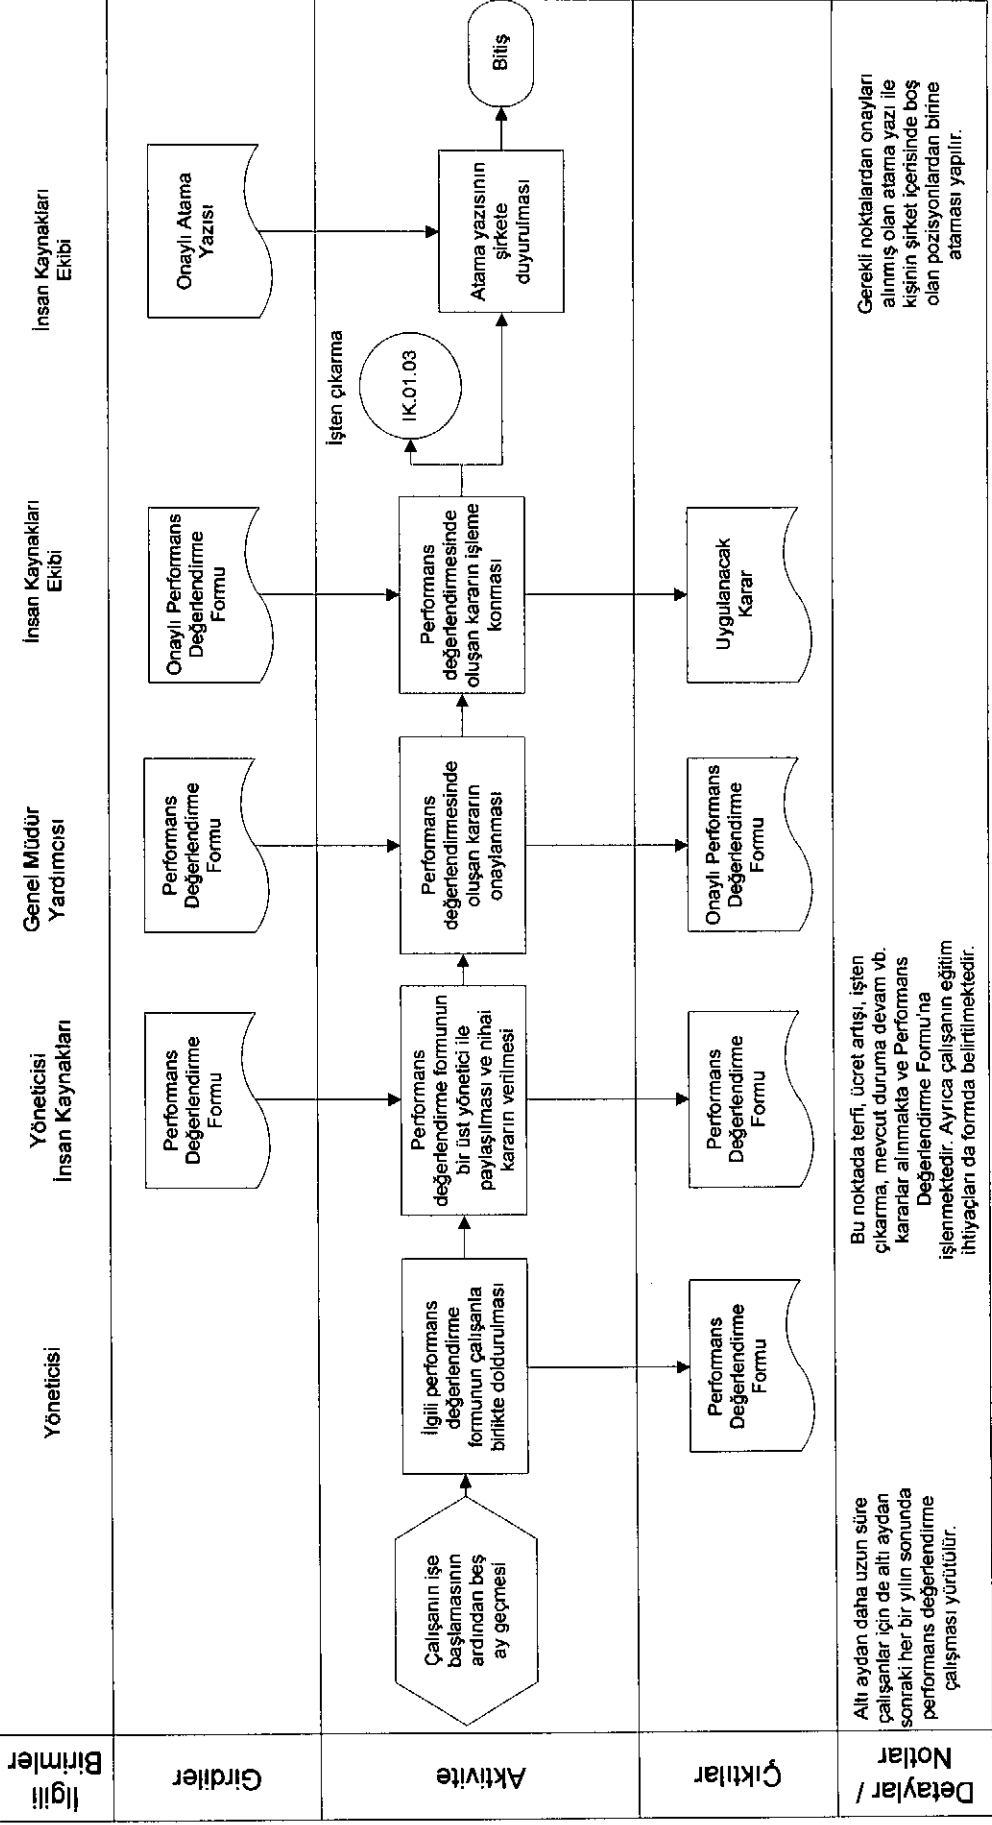 İlgili
Birimler
Yöneticisi
Yöneticisi
İnsan Kaynakları
Genel Müdür
Yardımcısı
İnsan Kaynakları
Ekibi
İnsan Kaynakları
Ekibi
Girdiler
Performans
Değerlendirme
Formu
Performans
Değerlendirme
Formu
Onaylı Performans
Değerlendirme
Formu
Onaylı Atama
Yazısı
Aktivite
Çalışanın işe
başlamasının
ardından beş
ay geçmesi
İlgili performans
değerlendirme
formunun çalışanla
birlikte doldurulması
Performans
değerlendirme formunun
bir üst yönetici ile
paylaşılması ve nihai
kararın verilmesi
Performans
değerlendirmesinde
oluşan kararın
onaylanması
Performans
değerlendirmesinde
oluşan kararın işleme
konması
İşten çıkarma
IK.01.03
Atama yazısının
şirkete
duyurulması
Bitiş
Çıktılar
Performans
Değerlendirme
Formu
Performans
Değerlendirme
Formu
Onaylı Performans
Değerlendirme
Formu
Uygulanacak
Karar
Detaylar /
Notlar
Altı aydan daha uzun süre
çalışanlar için de altı aydan
sonraki her bir yılın sonunda
performans değerlendirme
çalışması yürütülür.
Bu noktada terfi, ücret artışı, işten
çıkarma, mevcut duruma devam vb.
kararlar alınmakta ve Performans
Değerlendirme Formu'na
işlenmektedir. Ayrıca çalışanın eğitim
ihtiyaçları da formda belirtilmektedir.
Gerekli noktalardan onayları
alınmış olan atama yazı ile
kişinin şirket içerisinde boş
olan pozisyonlardan birine
ataması yapılır.